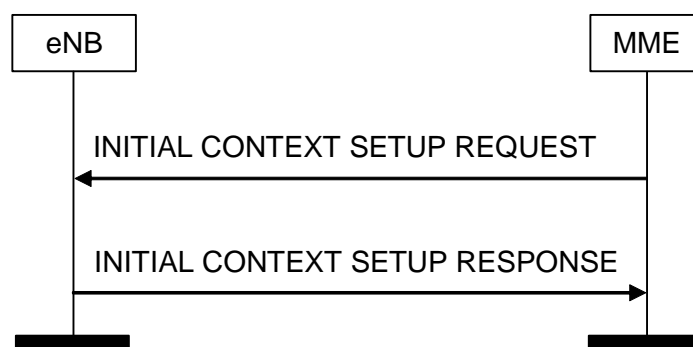 eNB
MME
INITIAL CONTEXT SETUP REQUEST
INITIAL CONTEXT SETUP RESPONSE